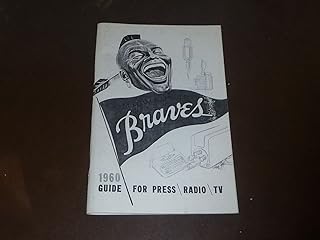 Braves
1960
GUIDE / FOR PRESS \ RADIO \ TV